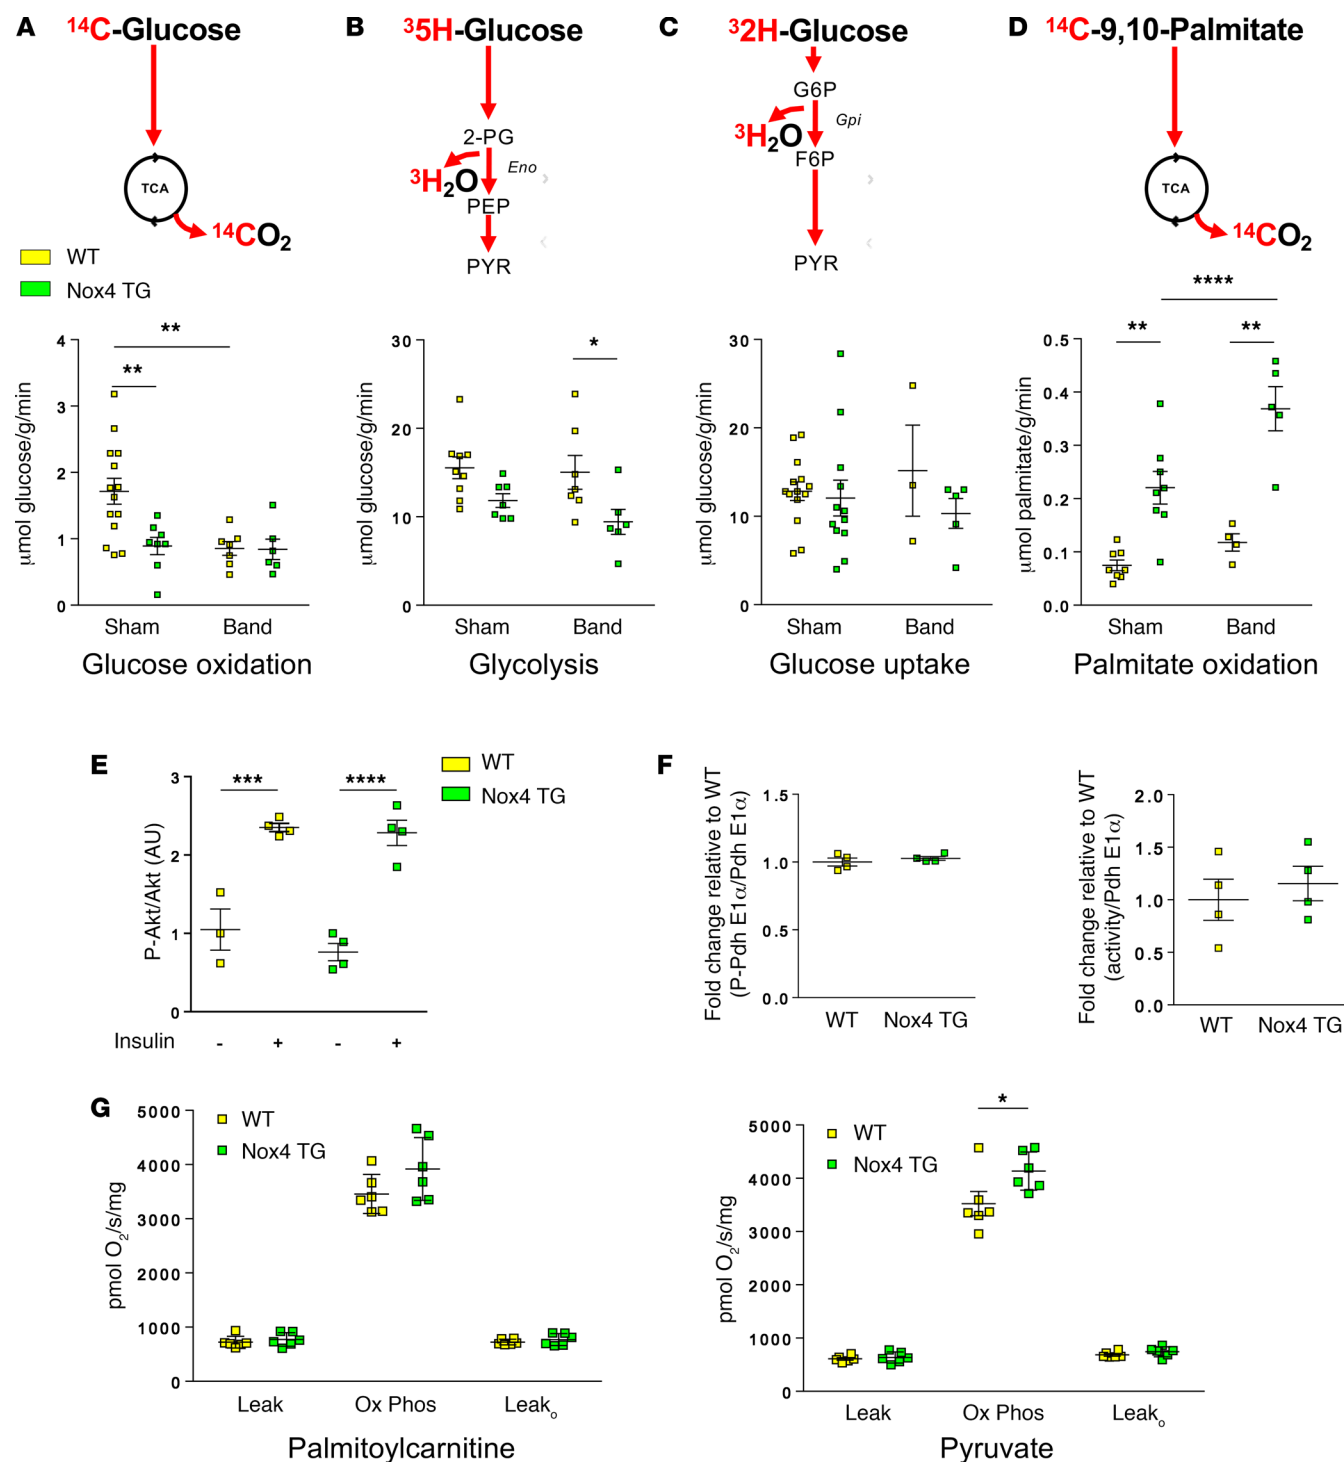 A
14C-Glucose
TCA
14CO2
WT
Nox4 TG
**
**
μmol glucose/g/min
4
3
2
1
0
Sham
Band
Glucose oxidation
B
35H-Glucose
2-PG
Eno
3H2O
PEP
PYR
*
μmol glucose/g/min
30
20
10
0
Sham
Band
Glycolysis
C
32H-Glucose
G6P
Gpi
3H2O
F6P
PYR
μmol glucose/g/min
30
20
10
0
Sham
Band
Glucose uptake
D
14C-9,10-Palmitate
TCA
14CO2
****
**
**
μmol palmitate/g/min
0.5
0.4
0.3
0.2
0.1
0.0
Sham
Band
Palmitate oxidation
E
WT
Nox4 TG
***
****
P-Akt/Akt (AU)
3
2
1
0
Insulin
-
+
-
+
F
Fold change relative to WT
(P-Pdh E1α/Pdh E1α)
1.5
1.0
0.5
0.0
WT
Nox4 TG
Fold change relative to WT
(activity/Pdh E1α)
2.0
1.5
1.0
0.5
0.0
WT
Nox4 TG
G
WT
Nox4 TG
pmol O2/s/mg
5000
4000
3000
2000
1000
0
Leak
Ox Phos
Leako
Palmitoylcarnitine
WT
Nox4 TG
*
pmol O2/s/mg
5000
4000
3000
2000
1000
0
Leak
Ox Phos
Leako
Pyruvate